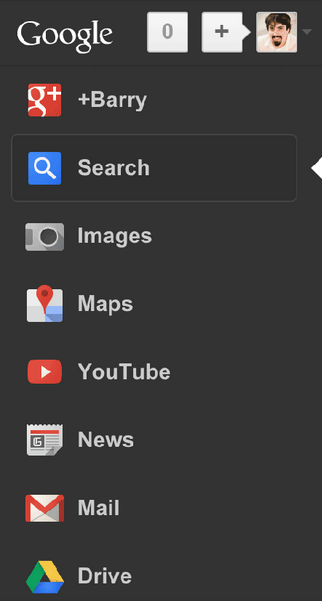 Google 0 +
g+ +Barry
Search
Images
Maps
YouTube
G News
Mail
Drive